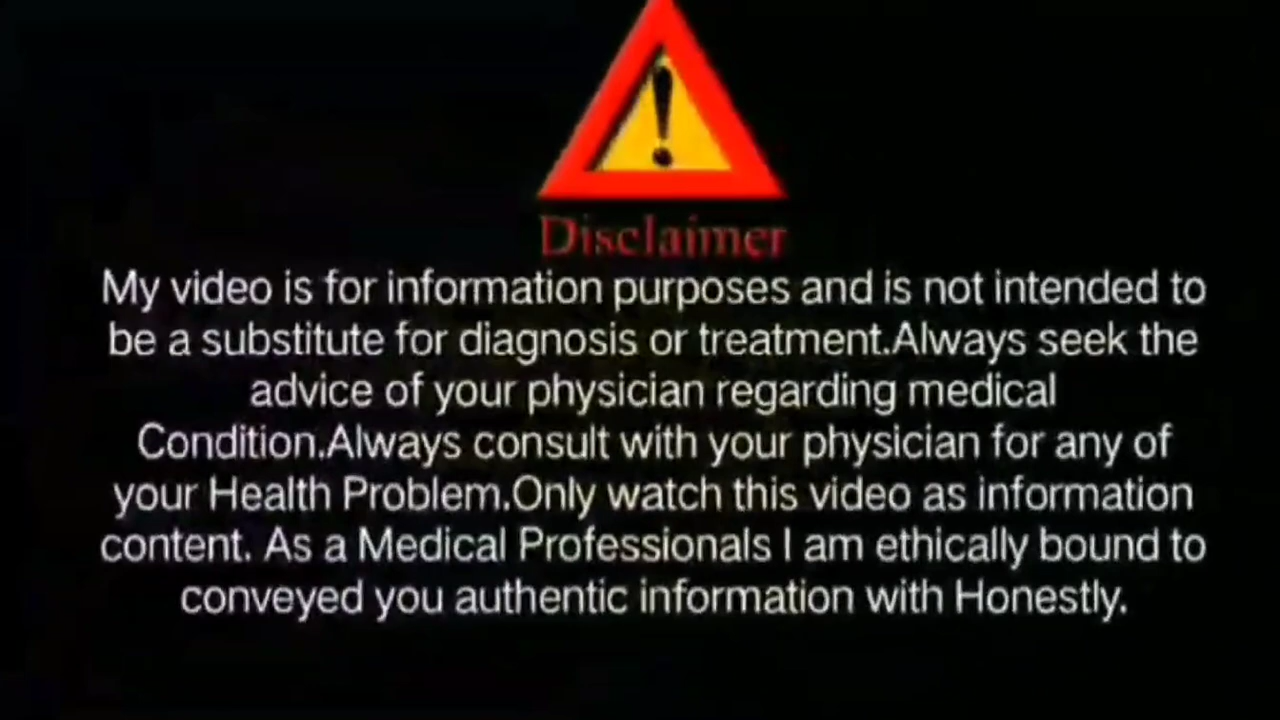 Disclaimer
My video is for information purposes and is not intended to
be a substitute for diagnosis or treatment.Always seek the
advice of your physician regarding medical
Condition.Always consult with your physician for any of
your Health Problem.Only watch this video as information
content. As a Medical Professionals I am ethically bound to
conveyed you authentic information with Honestly.